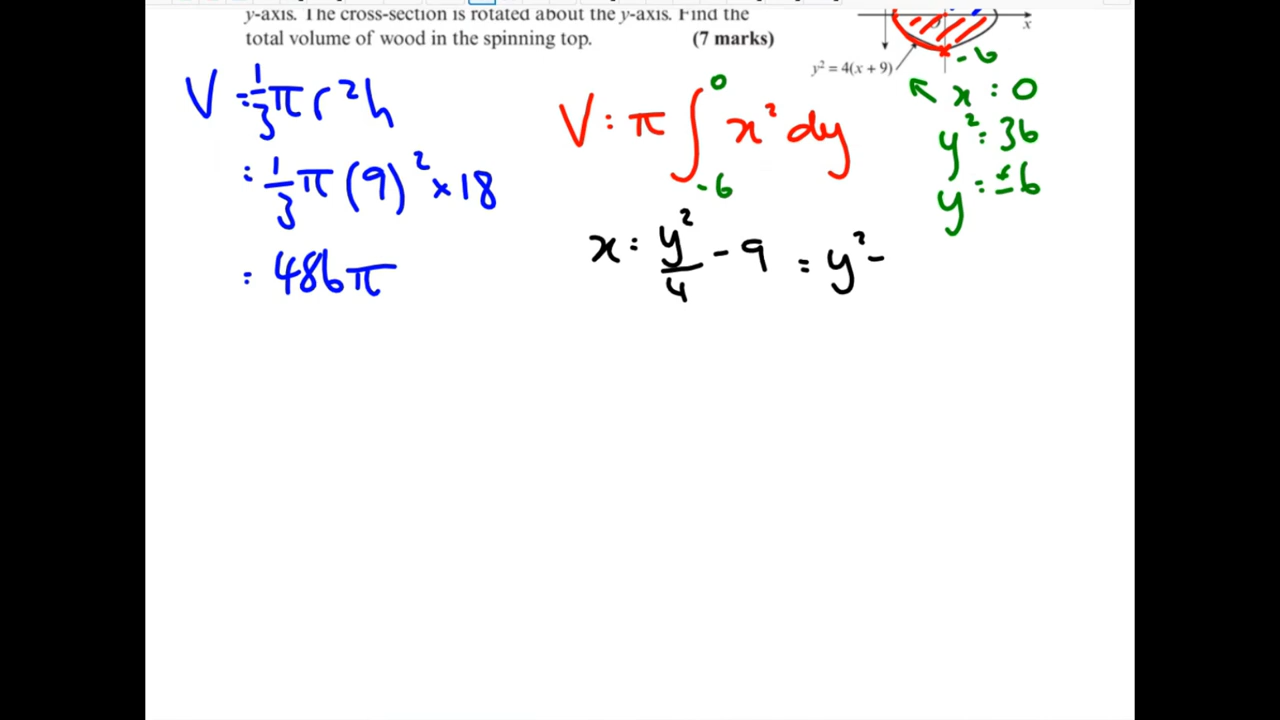 y-axis. The cross-section is rotated about the y-axis. Find the
total volume of wood in the spinning top. (7 marks)
x
y² = 4(x + 9)
-6
V = 1/3 πr²h
= 1/3 π(9)² × 18
= 486π
V = π ∫ 0 -6 x² dy
x = 0
y² = 36
y = ±6
x = y²/4 - 9 = y² -